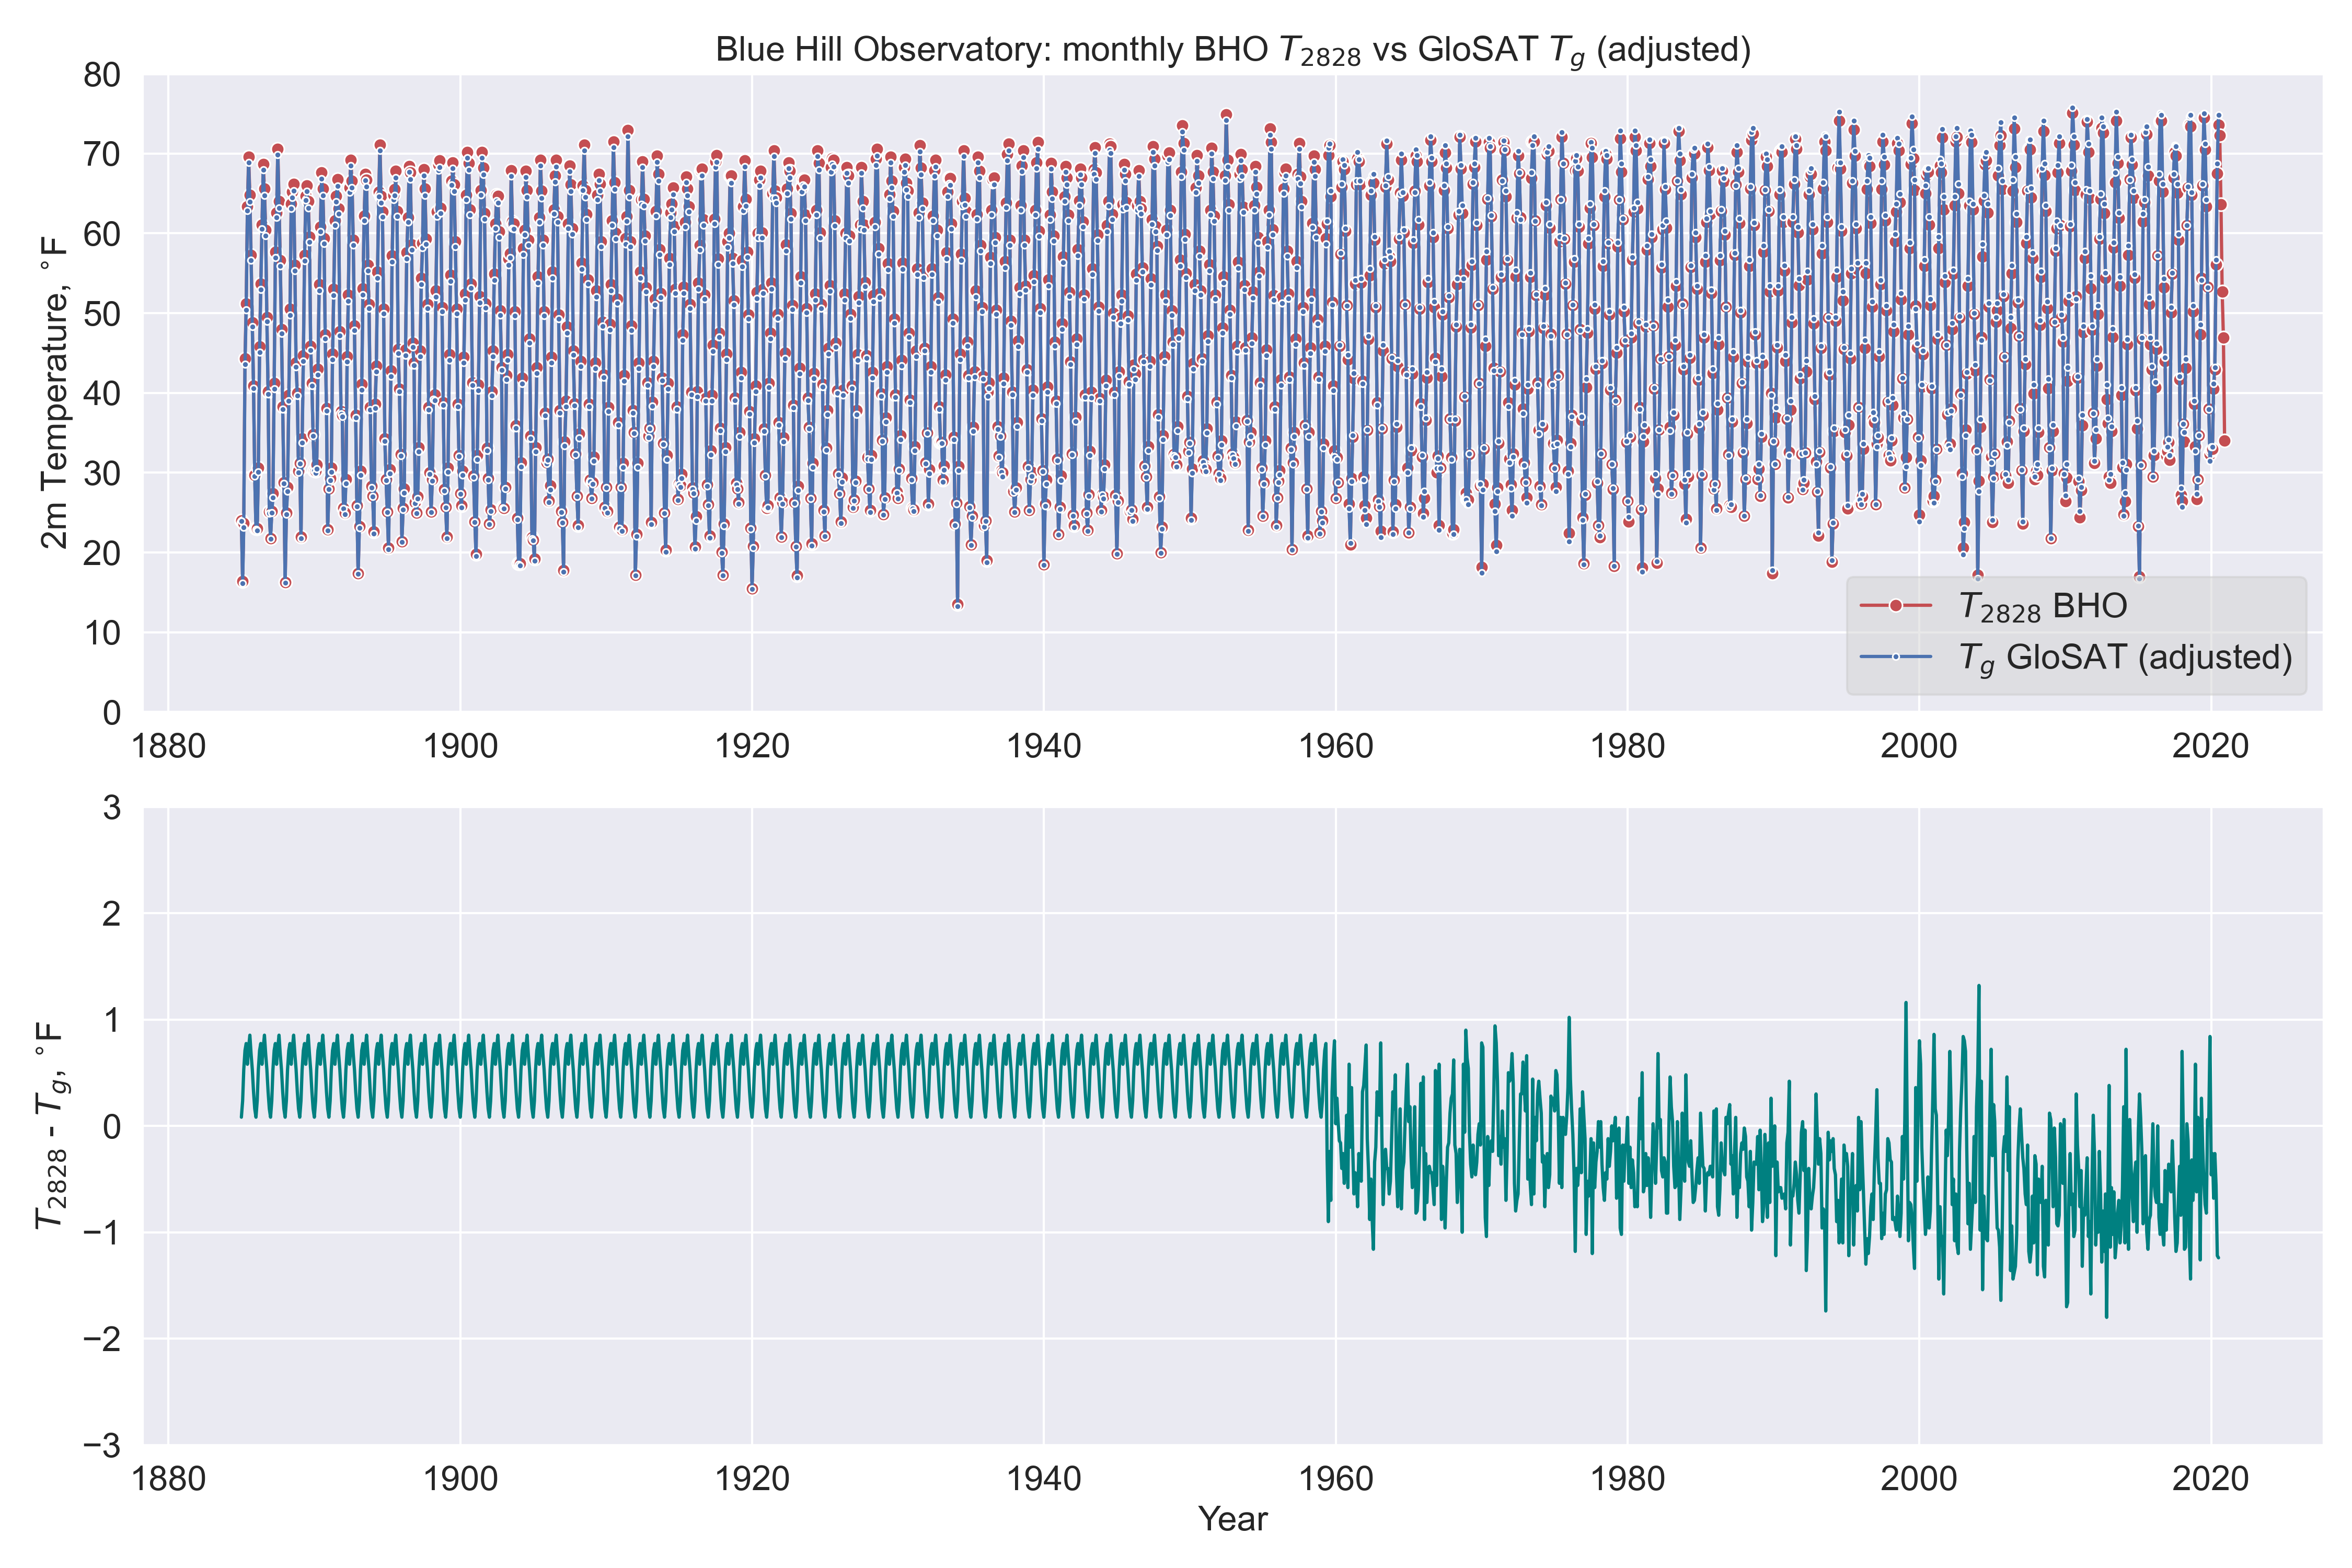 Blue Hill Observatory: monthly BHO T2828 vs GloSAT Tg (adjusted)
2m Temperature, °F
80
70
60
50
40
30
20
10
0
T2828 BHO
Tg GloSAT (adjusted)
1880 1900 1920 1940 1960 1980 2000 2020
T2828 - Tg, °F
3
2
1
0
−1
−2
−3
1880 1900 1920 1940 1960 1980 2000 2020
Year